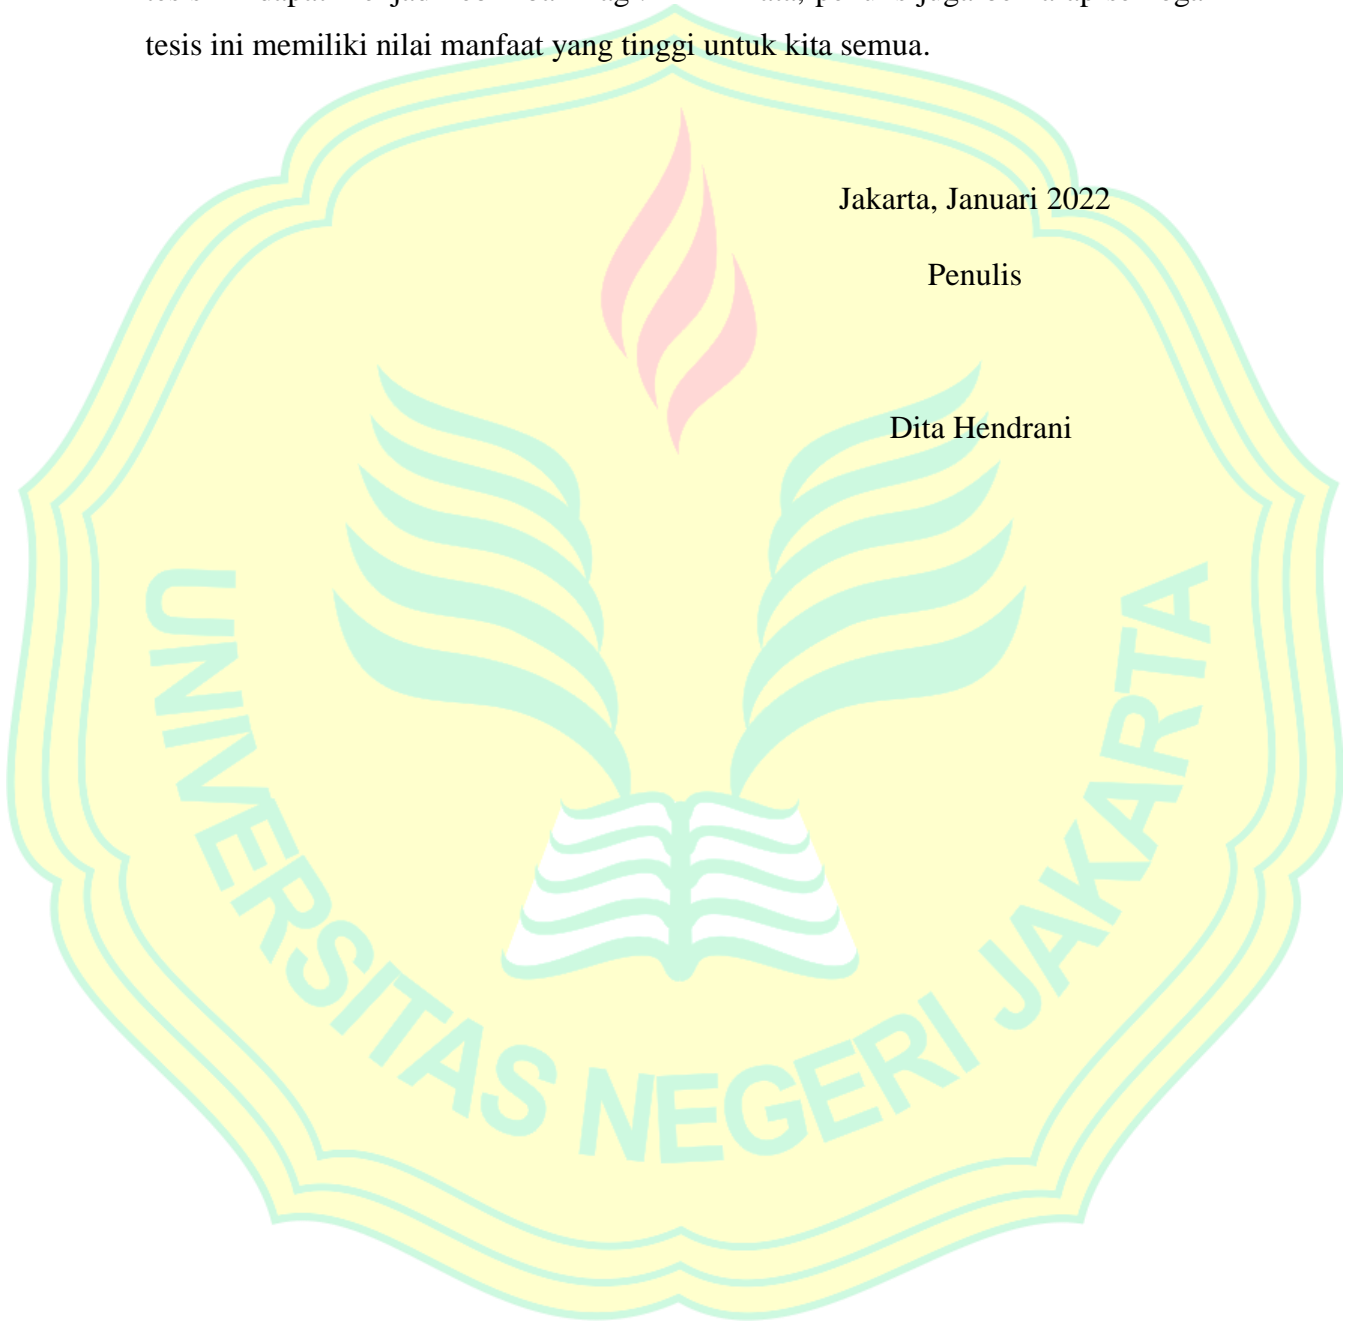 tesis ini memiliki nilai manfaat yang tinggi untuk kita semua.
Jakarta, Januari 2022
Penulis
Dita Hendrani
UNIVERSITAS NEGERI JAKARTA